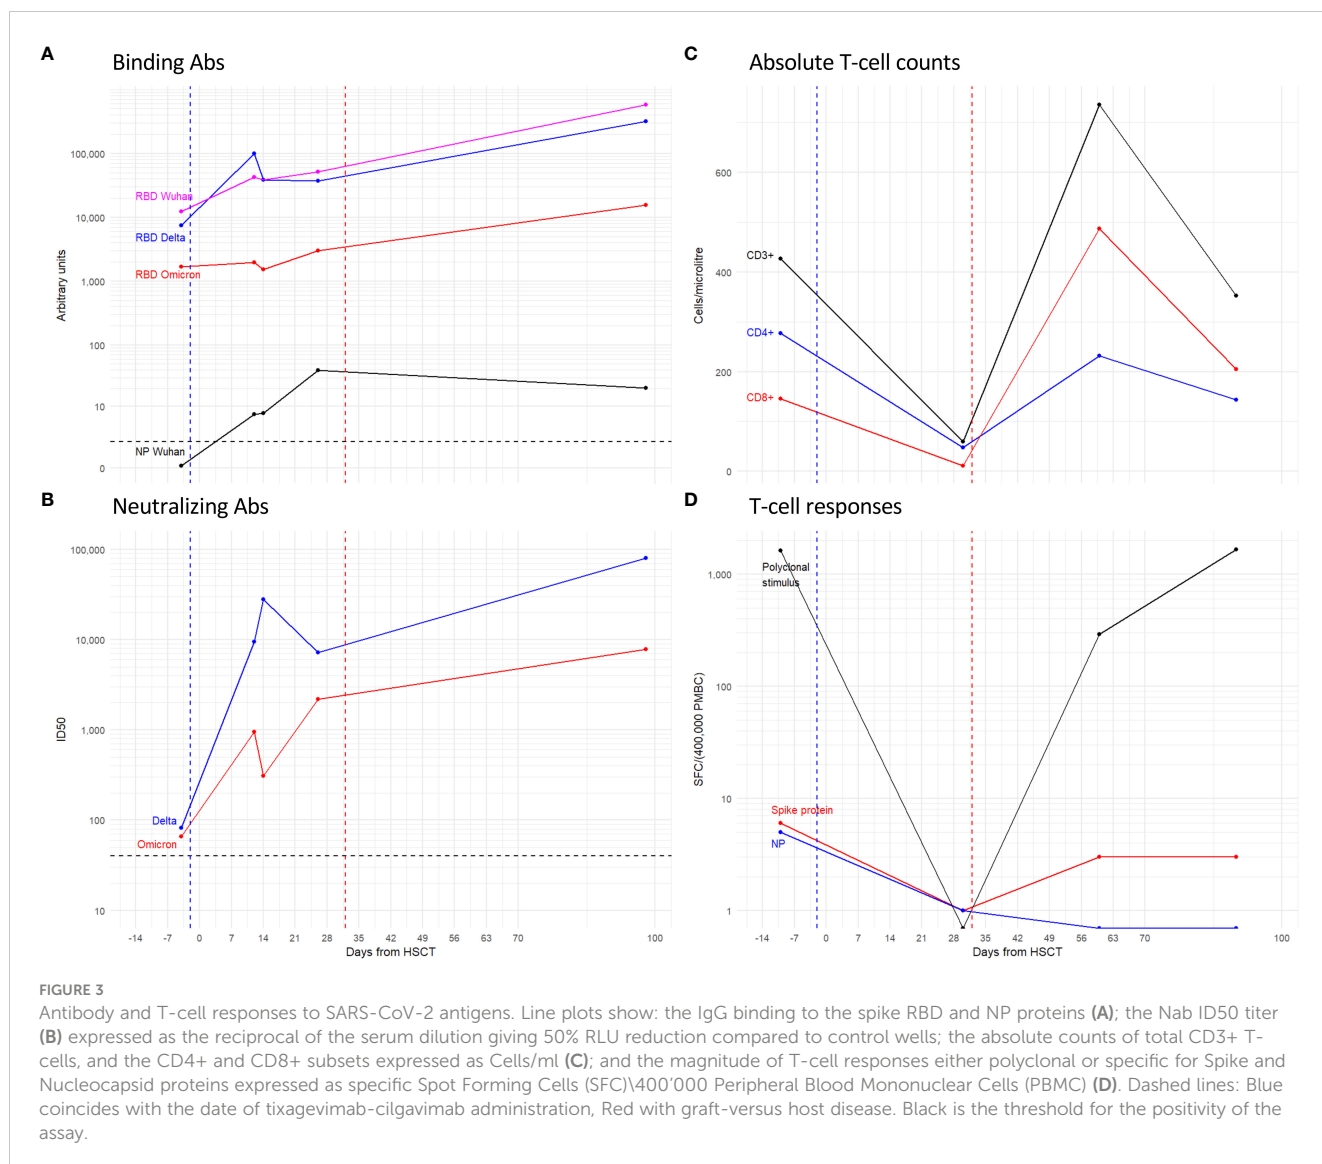 A
Binding Abs
100,000
10,000
1,000
100
10
0
Arbitrary units
RBD Wuhan
RBD Delta
RBD Omicron
NP Wuhan
B
Neutralizing Abs
100,000
10,000
1,000
100
10
ID50
Delta
Omicron
-14 -7 0 7 14 21 28 35 42 49 56 63 70 100
Days from HSCT
C
Absolute T-cell counts
600
400
200
0
Cells/microlitre
CD3+
CD4+
CD8+
D
T-cell responses
1,000
100
10
1
SFC/(400,000 PMBC)
Polyclonal
stimulus
Spike protein
NP
-14 -7 0 7 14 21 28 35 42 49 56 63 70 100
Days from HSCT
FIGURE 3
Antibody and T-cell responses to SARS-CoV-2 antigens. Line plots show: the IgG binding to the spike RBD and NP proteins (A); the Nab ID50 titer
(B) expressed as the reciprocal of the serum dilution giving 50% RLU reduction compared to control wells; the absolute counts of total CD3+ T-
cells, and the CD4+ and CD8+ subsets expressed as Cells/ml (C); and the magnitude of T-cell responses either polyclonal or specific for Spike and
Nucleocapsid proteins expressed as specific Spot Forming Cells (SFC)\400’000 Peripheral Blood Mononuclear Cells (PBMC) (D). Dashed lines: Blue
coincides with the date of tixagevimab-cilgavimab administration, Red with graft-versus host disease. Black is the threshold for the positivity of the
assay.